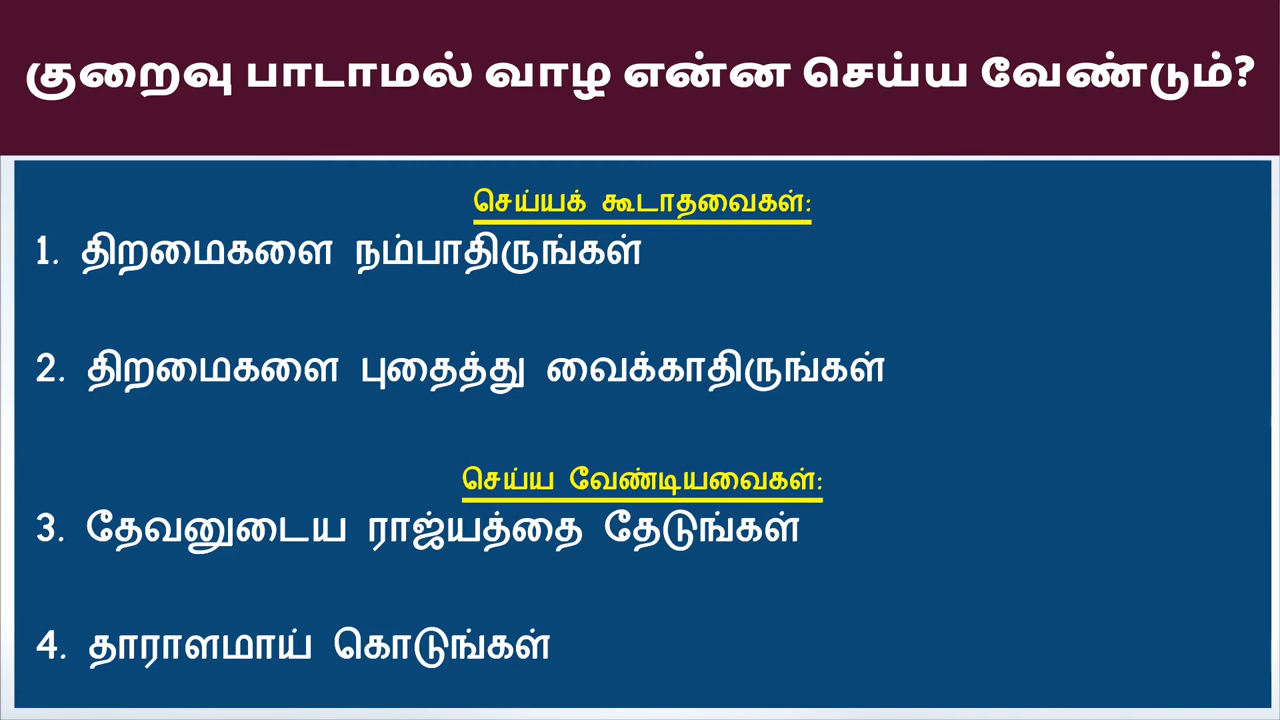 குறைவு பாடாமல் வாழ என்ன செய்ய வேண்டும்?
செய்யக் கூடாதவைகள்:
1. திறமைகளை நம்பாதிருங்கள்
2. திறமைகளை புதைத்து வைக்காதிருங்கள்
செய்ய வேண்டியவைகள்:
3. தேவனுடைய ராஜ்யத்தை தேடுங்கள்
4. தாராளமாய் கொடுங்கள்